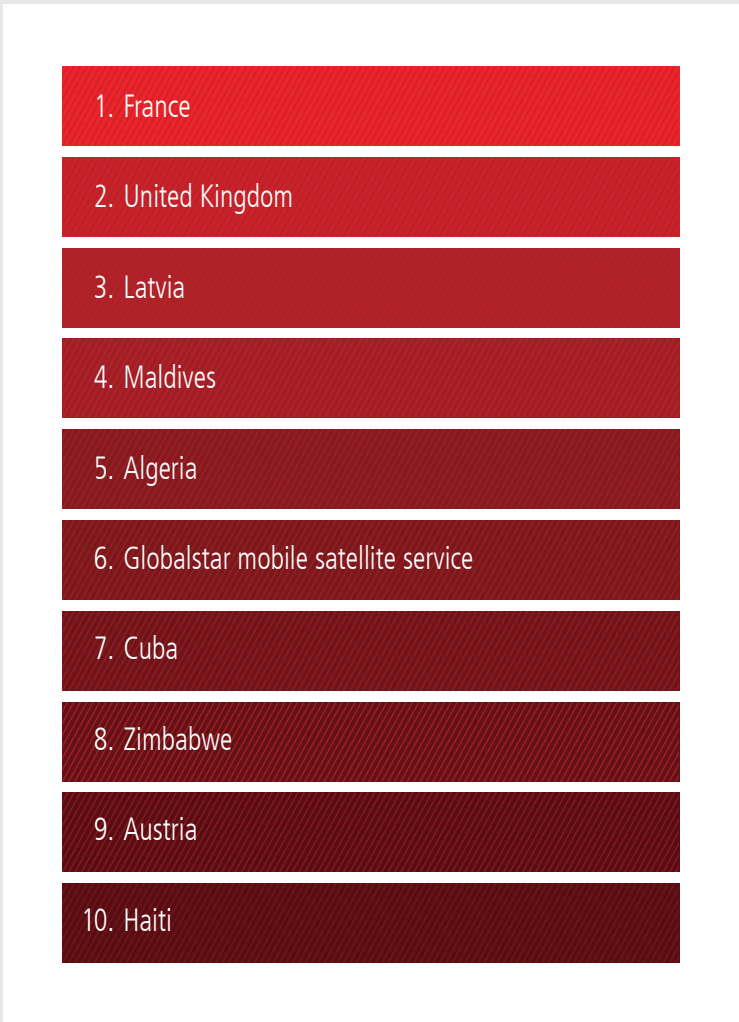 1. France
2. United Kingdom
3. Latvia
4. Maldives
5. Algeria
6. Globalstar mobile satellite service
7. Cuba
8. Zimbabwe
9. Austria
10. Haiti